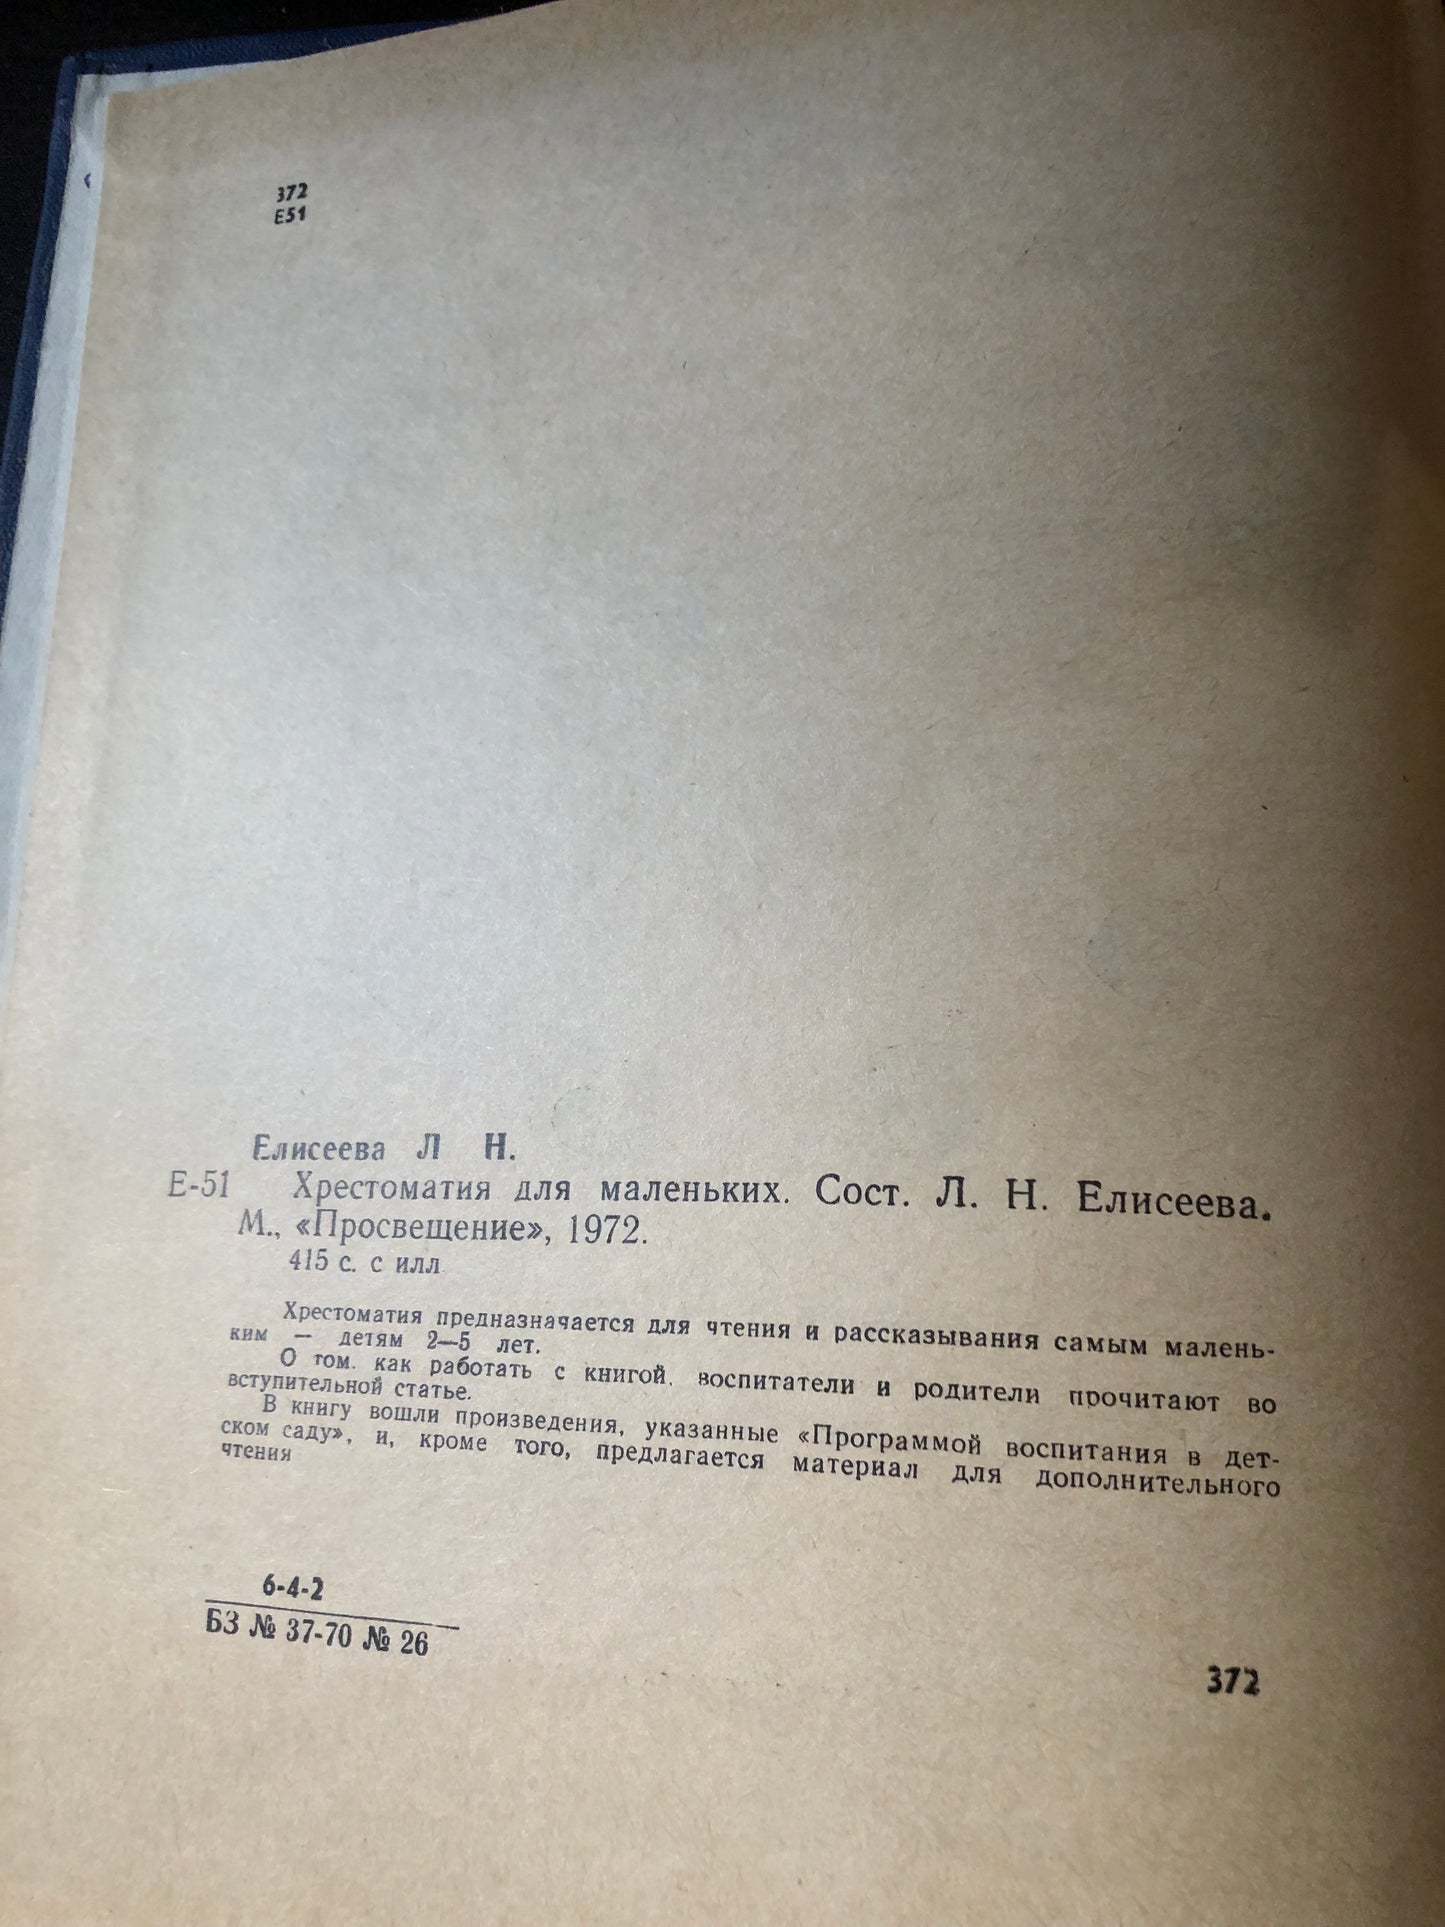 372
Е51
Елисеева Л Н.
Е-51 Хрестоматия для маленьких. Сост. Л. Н. Елисеева.
М., «Просвещение», 1972.
415 с. с илл
Хрестоматия предназначается для чтения и рассказывания самым малень-
ким — детям 2—5 лет.
О том. как работать с книгой, воспитатели и родители прочитают во
вступительной статье.
В книгу вошли произведения, указанные «Программой воспитания в дет-
ском саду», и, кроме того, предлагается материал для дополнительного
чтения
6-4-2
БЗ № 37-70 № 26
372